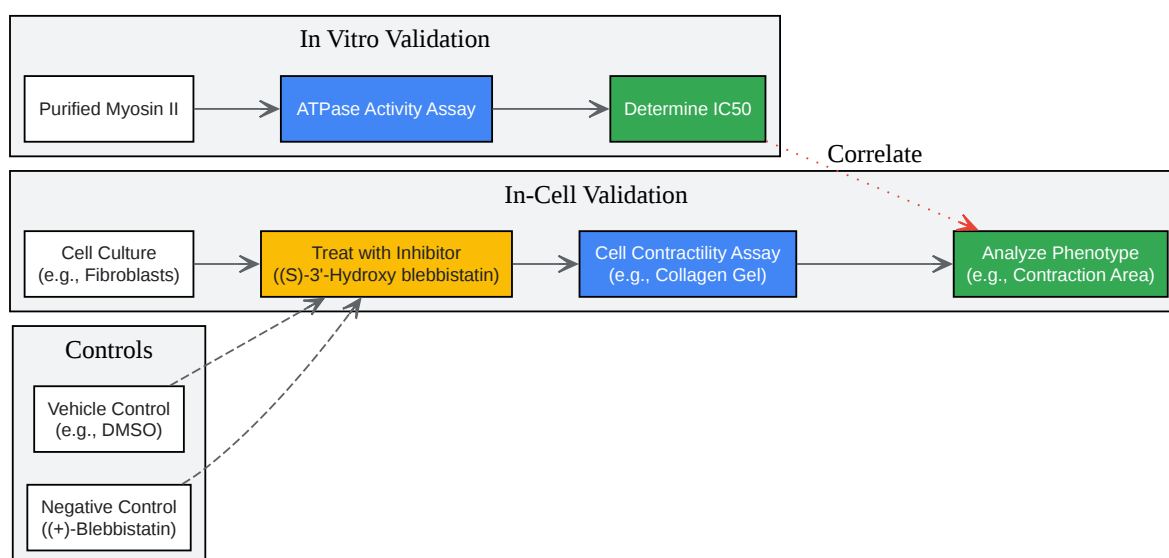 In Vitro Validation
Purified Myosin II
ATPase Activity Assay
Determine IC50
Correlate
In-Cell Validation
Cell Culture
(e.g., Fibroblasts)
Treat with Inhibitor
((S)-3'-Hydroxy blebbistatin)
Cell Contractility Assay
(e.g., Collagen Gel)
Analyze Phenotype
(e.g., Contraction Area)
Controls
Vehicle Control
(e.g., DMSO)
Negative Control
((+)-Blebbistatin)